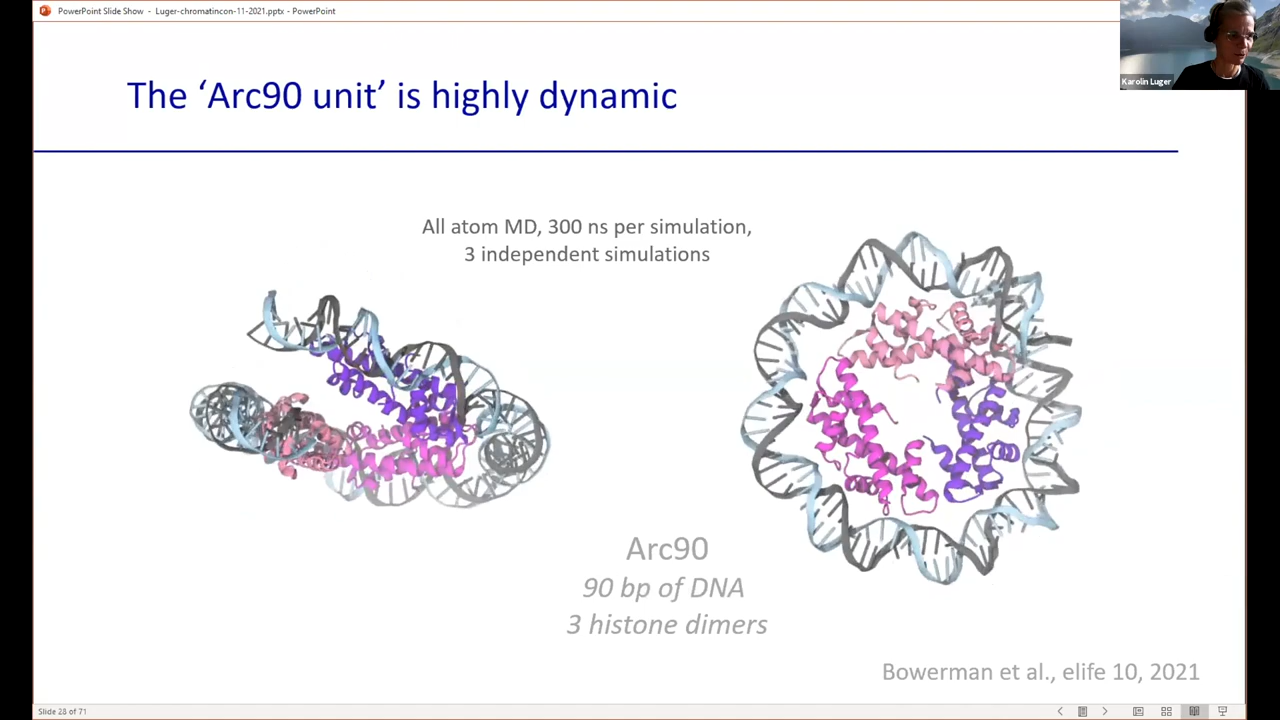 PowerPoint Slide Show - Luger-chromatincon-11-2021.pptx - PowerPoint
Karolin Luger
The ‘Arc90 unit’ is highly dynamic
All atom MD, 300 ns per simulation,
3 independent simulations
Arc90
90 bp of DNA
3 histone dimers
Bowerman et al., elife 10, 2021
Slide 28 of 71